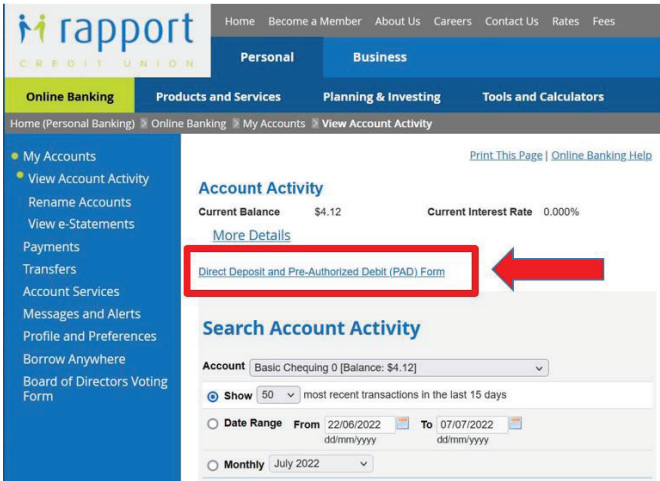 rapport
CREDIT UNION
Home Become a Member About Us Careers Contact Us Rates Fees
Personal Business
Online Banking Products and Services Planning & Investing Tools and Calculators
Home (Personal Banking) Online Banking My Accounts View Account Activity
My Accounts
View Account Activity
Rename Accounts
View e-Statements
Payments
Transfers
Account Services
Messages and Alerts
Profile and Preferences
Borrow Anywhere
Board of Directors Voting
Form
Print This Page | Online Banking Help
Account Activity
Current Balance $4.12 Current Interest Rate 0.000%
More Details
Direct Deposit and Pre-Authorized Debit (PAD) Form
Search Account Activity
Account Basic Chequing 0 [Balance: $4.12]
Show 50 most recent transactions in the last 15 days
Date Range From 22/06/2022 To 07/07/2022
dd/mm/yyyy dd/mm/yyyy
Monthly July 2022